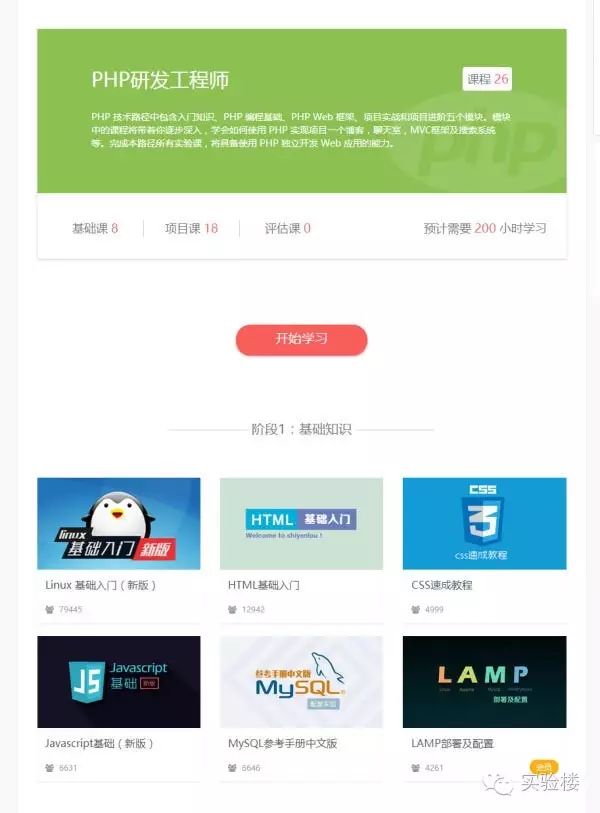 PHP研发工程师
课程 26
PHP 技术路径中包含入门知识、PHP 编程基础、PHP Web 框架、项目实战和项目进阶五个模块。模块
中的课程将带着你逐步深入，学会如何使用 PHP 实现项目一个博客，聊天室，MVC框架及搜索系统
等。完成本路径所有实验课，将具备使用 PHP 独立开发 Web 应用的能力。
php
基础课 8
项目课 18
评估课 0
预计需要 200 小时学习
开始学习
阶段1：基础知识
linux
基础入门 新版
HTML 基础入门
Welcome to shiyenlou !
CSS
3
css速成教程
Linux 基础入门（新版）
HTML基础入门
CSS速成教程
79445
12942
4999
JS
Javascript
基础 新版
参考手册中文版
MySQL
LAMP
部署及配置
Javascript基础（新版）
MySQL参考手册中文版
LAMP部署及配置
6631
6646
4261
会员
实验楼